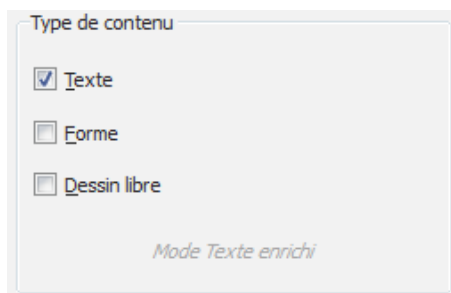 Type de contenu
Texte
Forme
Dessin libre
Mode Texte enrichi